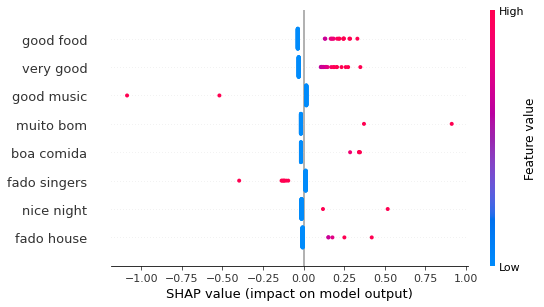 High
good food
very good
good music
muito bom
boa comida
fado singers
nice night
fado house
Feature value
Low
−1.00 −0.75 −0.50 −0.25 0.00 0.25 0.50 0.75 1.00
SHAP value (impact on model output)